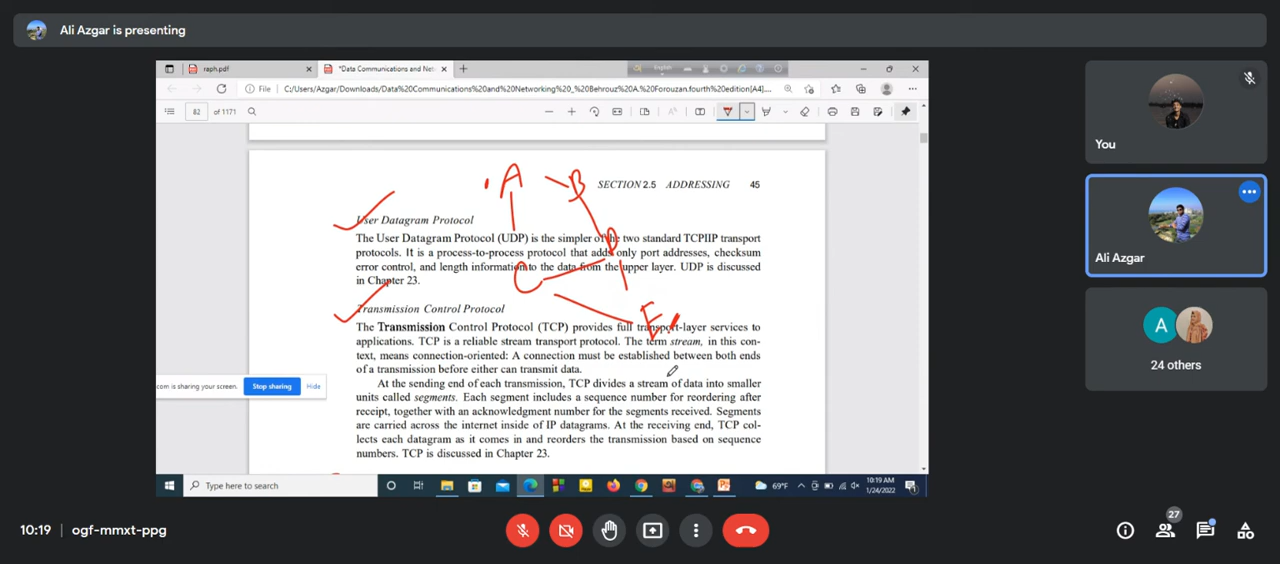 Ali Azgar is presenting
raph.pdf
*Data Communications and Net
English
File
C:/Users/Azgar/Downloads/Data%20Communications%20and%20Networking%20_%20Behrouz%20A.Forouzan.fourth%20edition[A4]....
82
of 1171
SECTION 2.5 ADDRESSING 45
A
B
D
C
E
User Datagram Protocol
The User Datagram Protocol (UDP) is the simpler of the two standard TCPIIP transport
protocols. It is a process-to-process protocol that adds only port addresses, checksum
error control, and length information to the data from the upper layer. UDP is discussed
in Chapter 23.
Transmission Control Protocol
The Transmission Control Protocol (TCP) provides full transport-layer services to
applications. TCP is a reliable stream transport protocol. The term stream, in this con-
text, means connection-oriented: A connection must be established between both ends
of a transmission before either can transmit data.
At the sending end of each transmission, TCP divides a stream of data into smaller
units called segments. Each segment includes a sequence number for reordering after
receipt, together with an acknowledgment number for the segments received. Segments
are carried across the internet inside of IP datagrams. At the receiving end, TCP col-
lects each datagram as it comes in and reorders the transmission based on sequence
numbers. TCP is discussed in Chapter 23.
com is sharing your screen.
Stop sharing
Hide
Type here to search
69°F
10:19 AM
1/24/2022
You
Ali Azgar
A
24 others
10:19 | ogf-mmxt-ppg
27